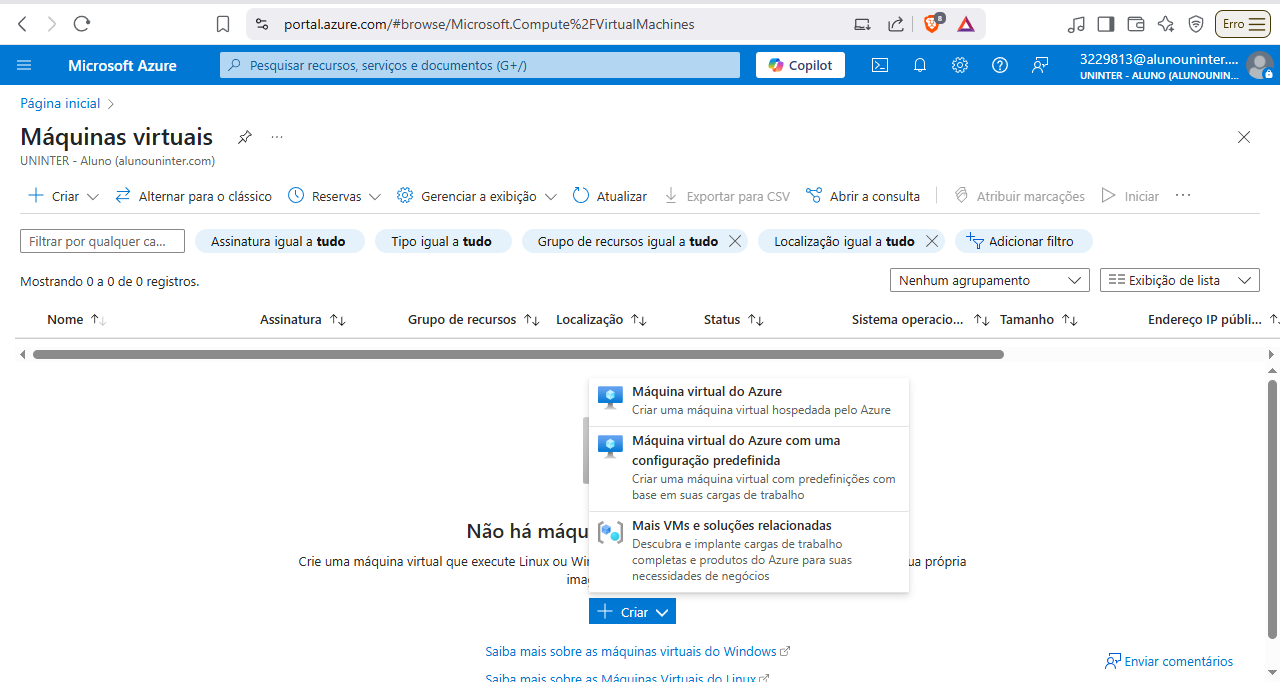 portal.azure.com/#browse/Microsoft.Compute%2FVirtualMachines
8
Erro
Microsoft Azure
Pesquisar recursos, serviços e documentos (G+/)
Copilot
3229813@alunouninter....
UNINTER - ALUNO (ALUNOUNIN...
Página inicial
Máquinas virtuais
UNINTER - Aluno (alunouninter.com)
Criar
Alternar para o clássico
Reservas
Gerenciar a exibição
Atualizar
Exportar para CSV
Abrir a consulta
Atribuir marcações
Iniciar
Filtrar por qualquer ca...
Assinatura igual a tudo
Tipo igual a tudo
Grupo de recursos igual a tudo
Localização igual a tudo
Adicionar filtro
Mostrando 0 a 0 de 0 registros.
Nenhum agrupamento
Exibição de lista
Nome
Assinatura
Grupo de recursos
Localização
Status
Sistema operacio...
Tamanho
Endereço IP públi...
Máquina virtual do Azure
Criar uma máquina virtual hospedada pelo Azure
Máquina virtual do Azure com uma
configuração predefinida
Criar uma máquina virtual com predefinições com
base em suas cargas de trabalho
Mais VMs e soluções relacionadas
Descubra e implante cargas de trabalho
completas e produtos do Azure para suas
necessidades de negócios
Não há máqu
Crie uma máquina virtual que execute Linux ou Win
ua própria
imag
Criar
Saiba mais sobre as máquinas virtuais do Windows
Saiba mais sobre as Máquinas Virtuais do Linux
Enviar comentários